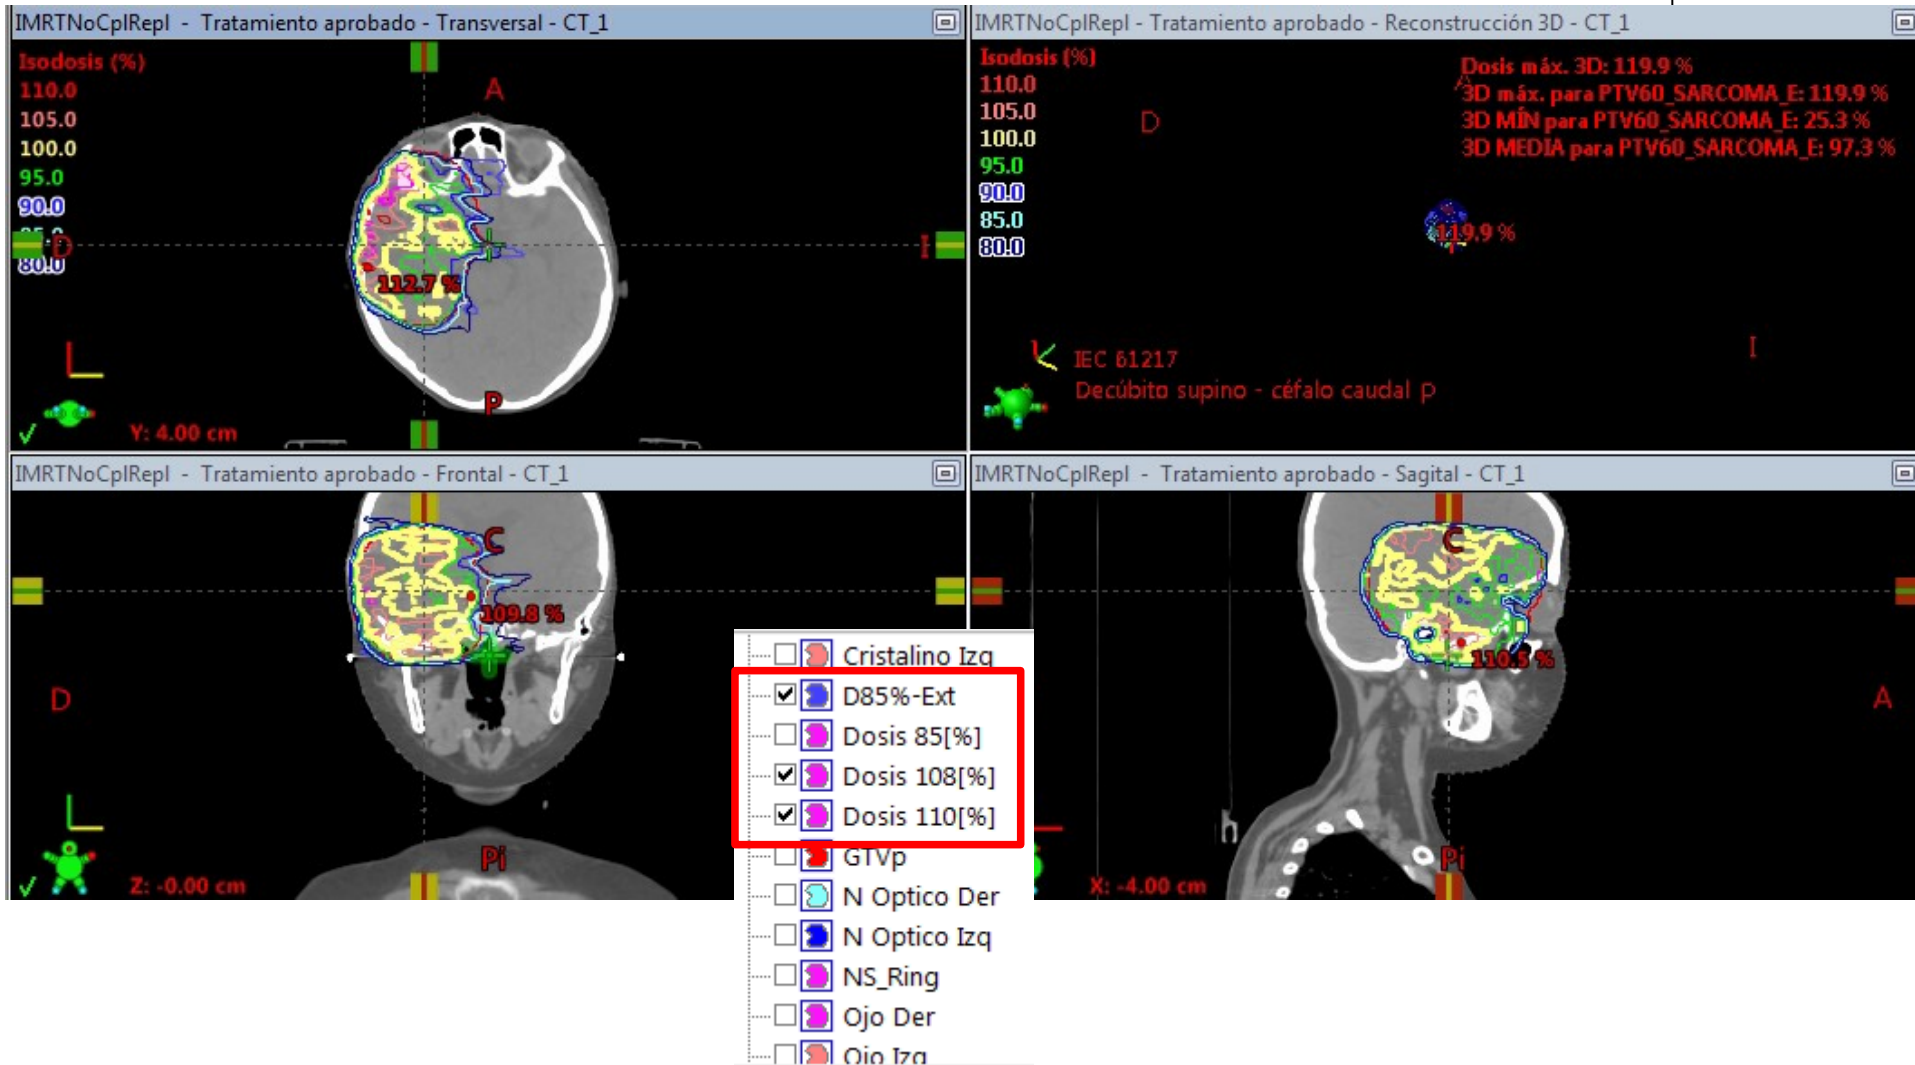 IMRTNoCplRepl - Tratamiento aprobado - Transversal - CT_1
Isodosis (%)
110.0
105.0
100.0
95.0
90.0
80.0
A
D
I
P
112.7 %
Y: 4.00 cm
IMRTNoCplRepl - Tratamiento aprobado - Reconstrucción 3D - CT_1
Isodosis (%)
110.0
105.0
100.0
95.0
90.0
85.0
80.0
Dosis máx. 3D: 119.9 %
3D máx. para PTV60_SARCOMA_E: 119.9 %
3D MÍN para PTV60_SARCOMA_E: 25.3 %
3D MEDIA para PTV60_SARCOMA_E: 97.3 %
D
119.9 %
I
IEC 61217
Decúbito supino - céfalo caudal P
IMRTNoCplRepl - Tratamiento aprobado - Frontal - CT_1
C
109.8 %
D
Pi
Z: -0.00 cm
IMRTNoCplRepl - Tratamiento aprobado - Sagital - CT_1
C
110.5 %
A
h
Pi
X: -4.00 cm
Cristalino Izq
D85%-Ext
Dosis 85[%]
Dosis 108[%]
Dosis 110[%]
GTVp
N Optico Der
N Optico Izq
NS_Ring
Ojo Der
Ojo Izq